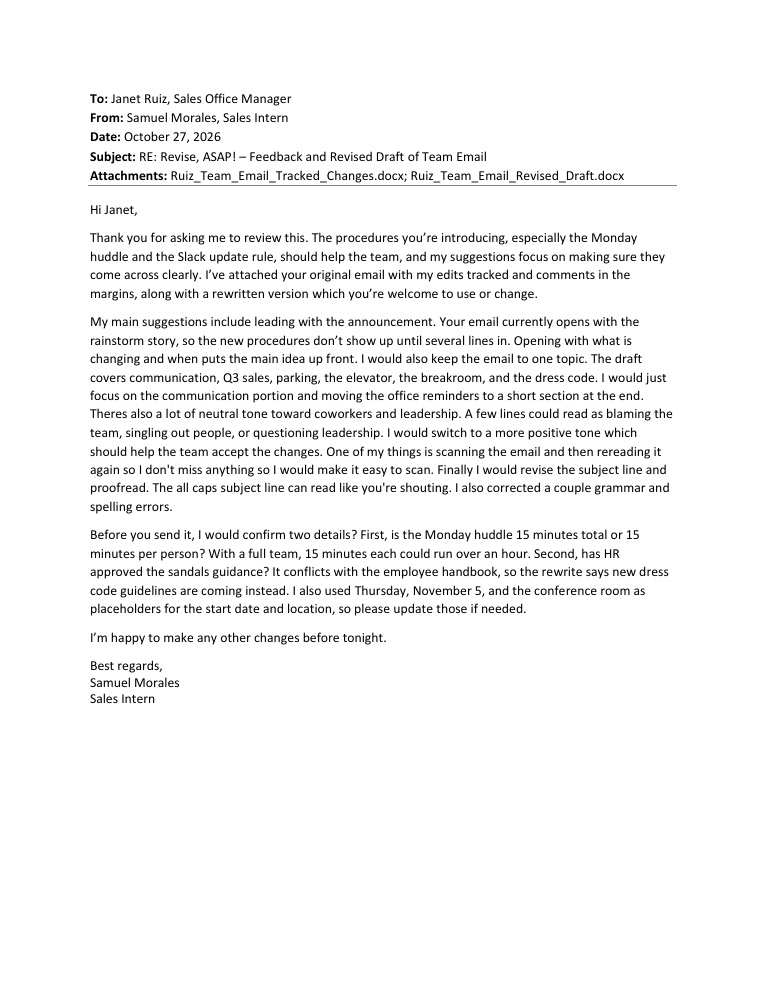 To: Janet Ruiz, Sales Office Manager
From: Samuel Morales, Sales Intern
Date: October 27, 2026
Subject: RE: Revise, ASAP! – Feedback and Revised Draft of Team Email
Attachments: Ruiz_Team_Email_Tracked_Changes.docx; Ruiz_Team_Email_Revised_Draft.docx
Hi Janet,
Thank you for asking me to review this. The procedures you’re introducing, especially the Monday
huddle and the Slack update rule, should help the team, and my suggestions focus on making sure they
come across clearly. I’ve attached your original email with my edits tracked and comments in the
margins, along with a rewritten version which you’re welcome to use or change.
My main suggestions include leading with the announcement. Your email currently opens with the
rainstorm story, so the new procedures don’t show up until several lines in. Opening with what is
changing and when puts the main idea up front. I would also keep the email to one topic. The draft
covers communication, Q3 sales, parking, the elevator, the breakroom, and the dress code. I would just
focus on the communication portion and moving the office reminders to a short section at the end.
Theres also a lot of neutral tone toward coworkers and leadership. A few lines could read as blaming the
team, singling out people, or questioning leadership. I would switch to a more positive tone which
should help the team accept the changes. One of my things is scanning the email and then rereading it
again so I don't miss anything so I would make it easy to scan. Finally I would revise the subject line and
proofread. The all caps subject line can read like you're shouting. I also corrected a couple grammar and
spelling errors.
Before you send it, I would confirm two details? First, is the Monday huddle 15 minutes total or 15
minutes per person? With a full team, 15 minutes each could run over an hour. Second, has HR
approved the sandals guidance? It conflicts with the employee handbook, so the rewrite says new dress
code guidelines are coming instead. I also used Thursday, November 5, and the conference room as
placeholders for the start date and location, so please update those if needed.
I’m happy to make any other changes before tonight.
Best regards,
Samuel Morales
Sales Intern